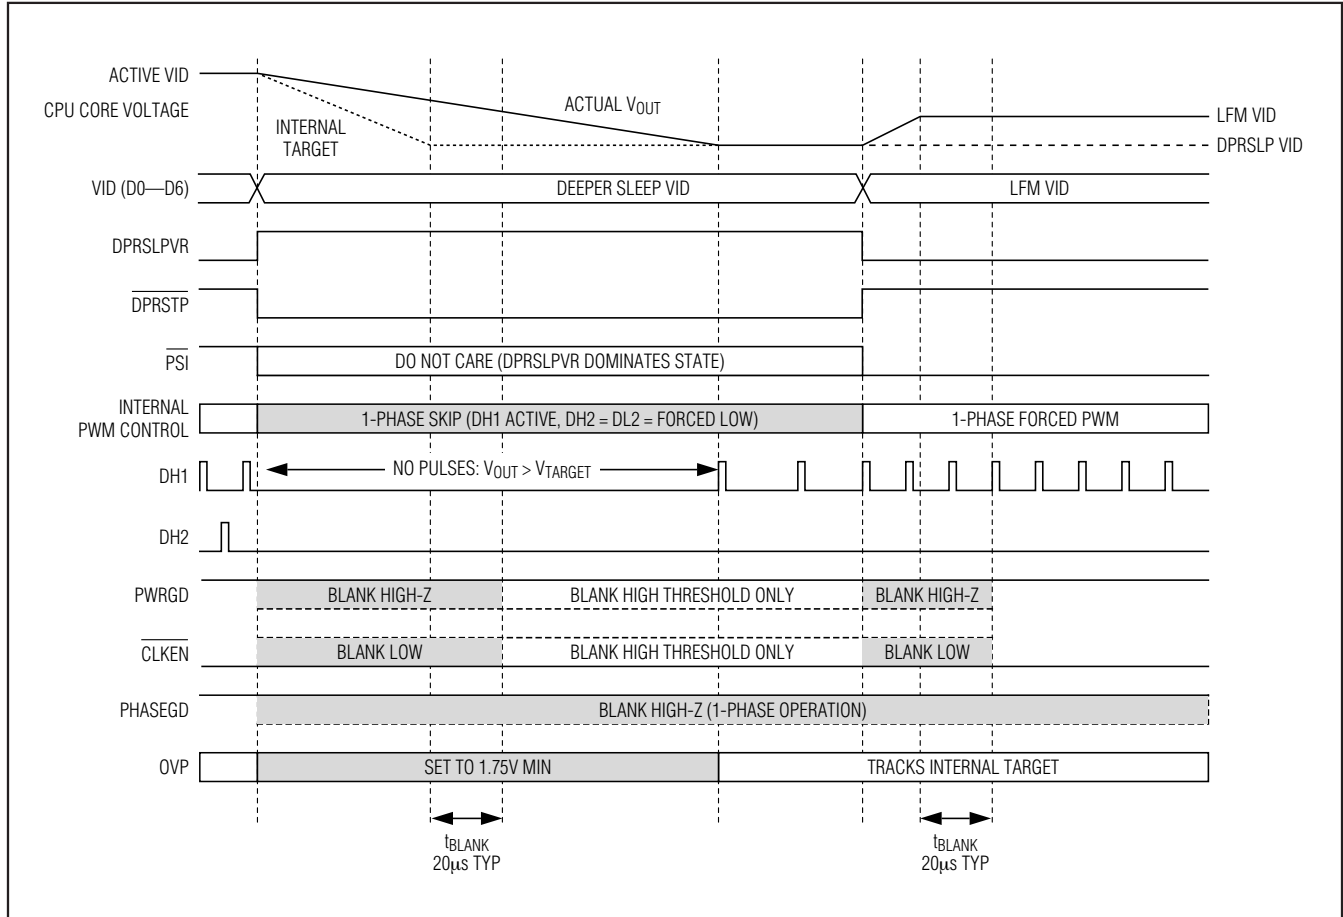 ACTIVE VID
CPU CORE VOLTAGE
INTERNAL
TARGET
ACTUAL VOUT
LFM VID
DPRSLP VID
VID (D0—D6)
DEEPER SLEEP VID
LFM VID
DPRSLPVR
DPRSTP
PSI
DO NOT CARE (DPRSLPVR DOMINATES STATE)
INTERNAL
PWM CONTROL
1-PHASE SKIP (DH1 ACTIVE, DH2 = DL2 = FORCED LOW)
1-PHASE FORCED PWM
DH1
NO PULSES: VOUT > VTARGET
DH2
PWRGD
BLANK HIGH-Z
BLANK HIGH THRESHOLD ONLY
BLANK HIGH-Z
CLKEN
BLANK LOW
BLANK HIGH THRESHOLD ONLY
BLANK LOW
PHASEGD
BLANK HIGH-Z (1-PHASE OPERATION)
OVP
SET TO 1.75V MIN
TRACKS INTERNAL TARGET
tBLANK
20μs TYP
tBLANK
20μs TYP